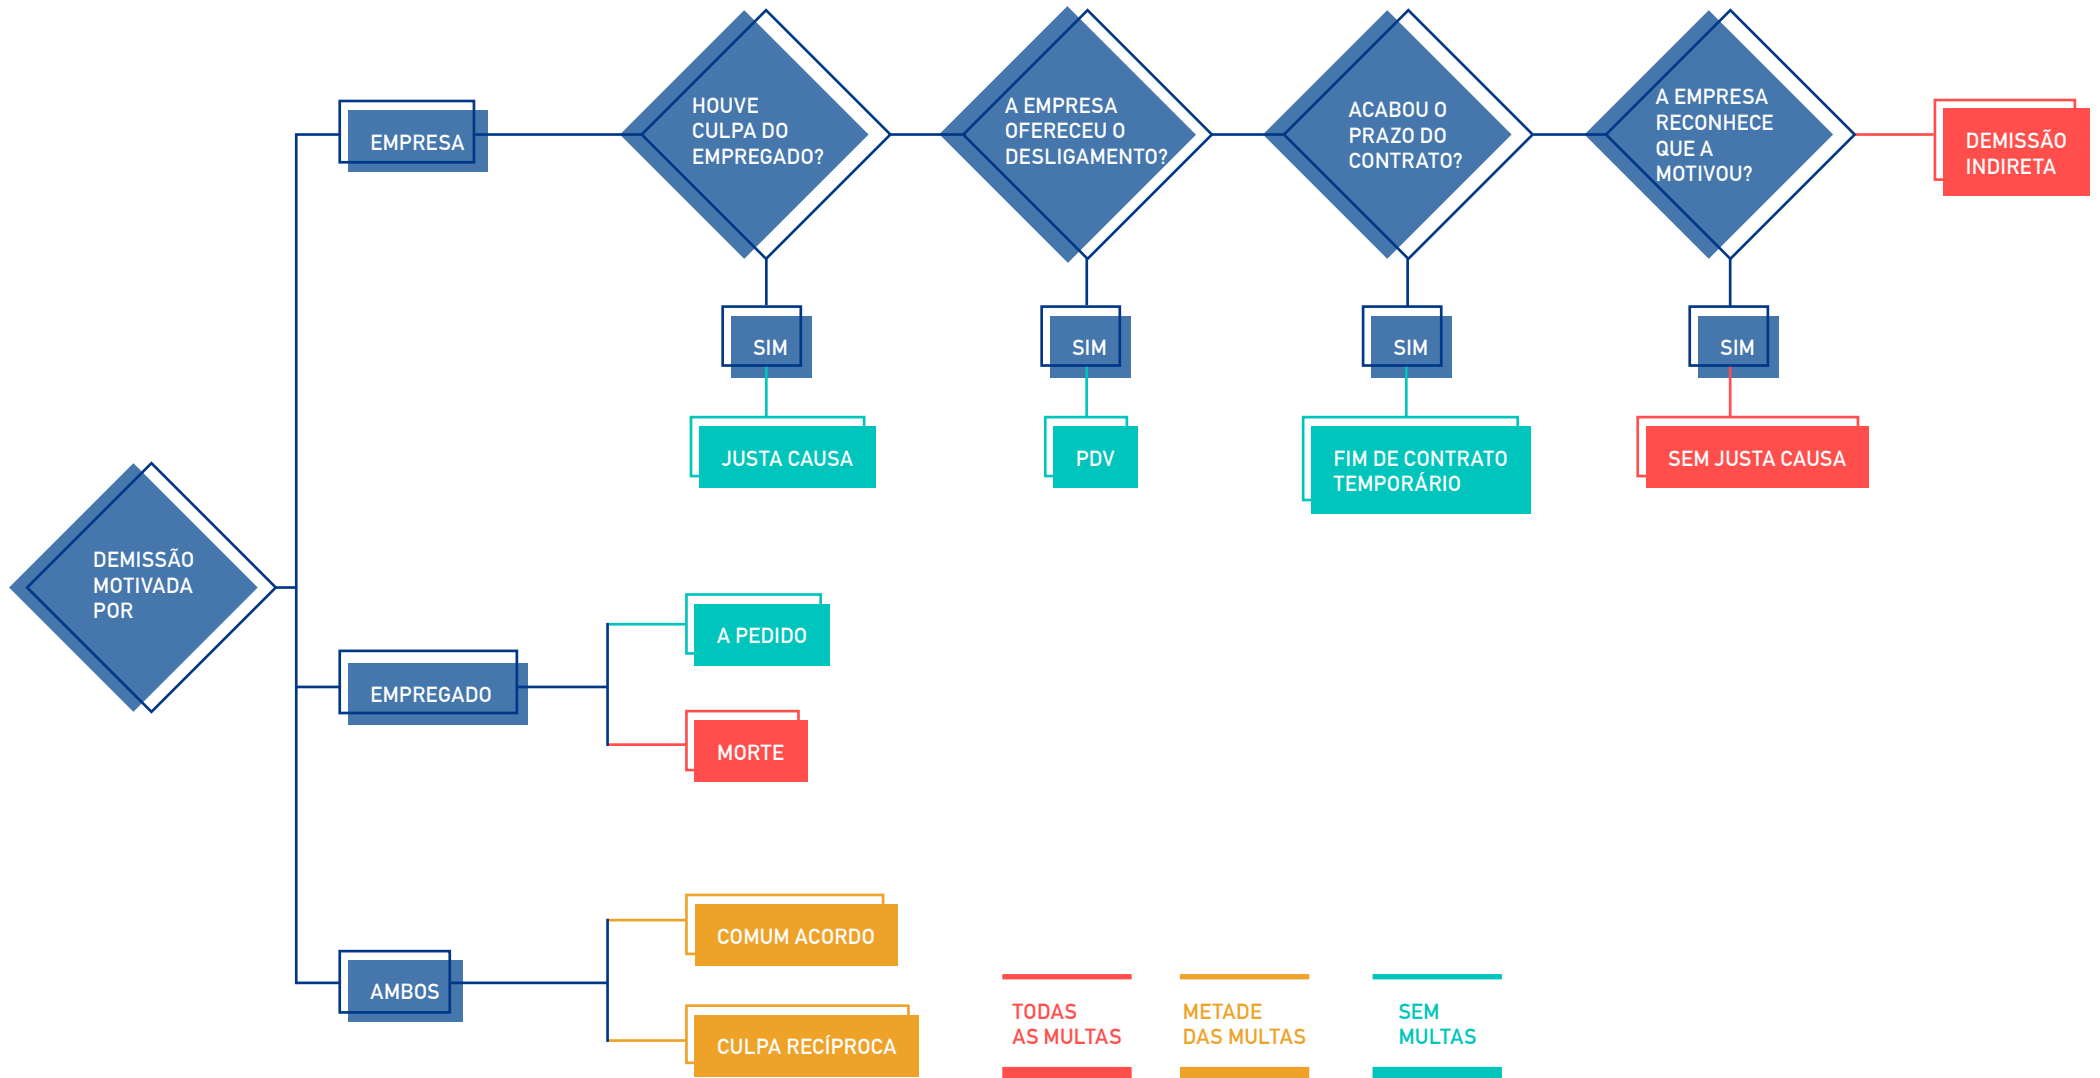 HOUVE
CULPA DO
EMPREGADO?
A EMPRESA
OFERECEU O
DESLIGAMENTO?
ACABOU O
PRAZO DO
CONTRATO?
A EMPRESA
RECONHECE
QUE A
MOTIVOU?
EMPRESA
DEMISSÃO
INDIRETA
SIM
SIM
SIM
SIM
JUSTA CAUSA
PDV
FIM DE CONTRATO
TEMPORÁRIO
SEM JUSTA CAUSA
DEMISSÃO
MOTIVADA
POR
A PEDIDO
EMPREGADO
MORTE
COMUM ACORDO
AMBOS
CULPA RECÍPROCA
TODAS
AS MULTAS
METADE
DAS MULTAS
SEM
MULTAS